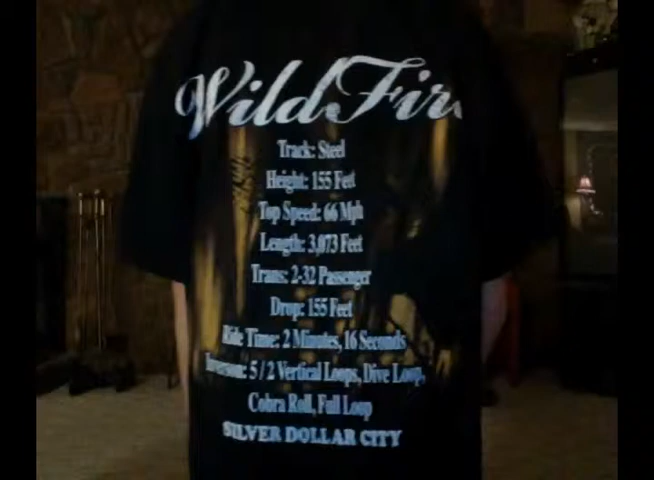 WildFire
Track: Steel
Height: 155 Feet
Top Speed: 66 Mph
Length: 3,073 Feet
Trans: 2-32 Passenger
Drop: 155 Feet
Ride Time: 2 Minutes, 16 Seconds
5 / 2 Vertical Loops, Dive Loop,
Cobra Roll, Full Loop
SILVER DOLLAR CITY